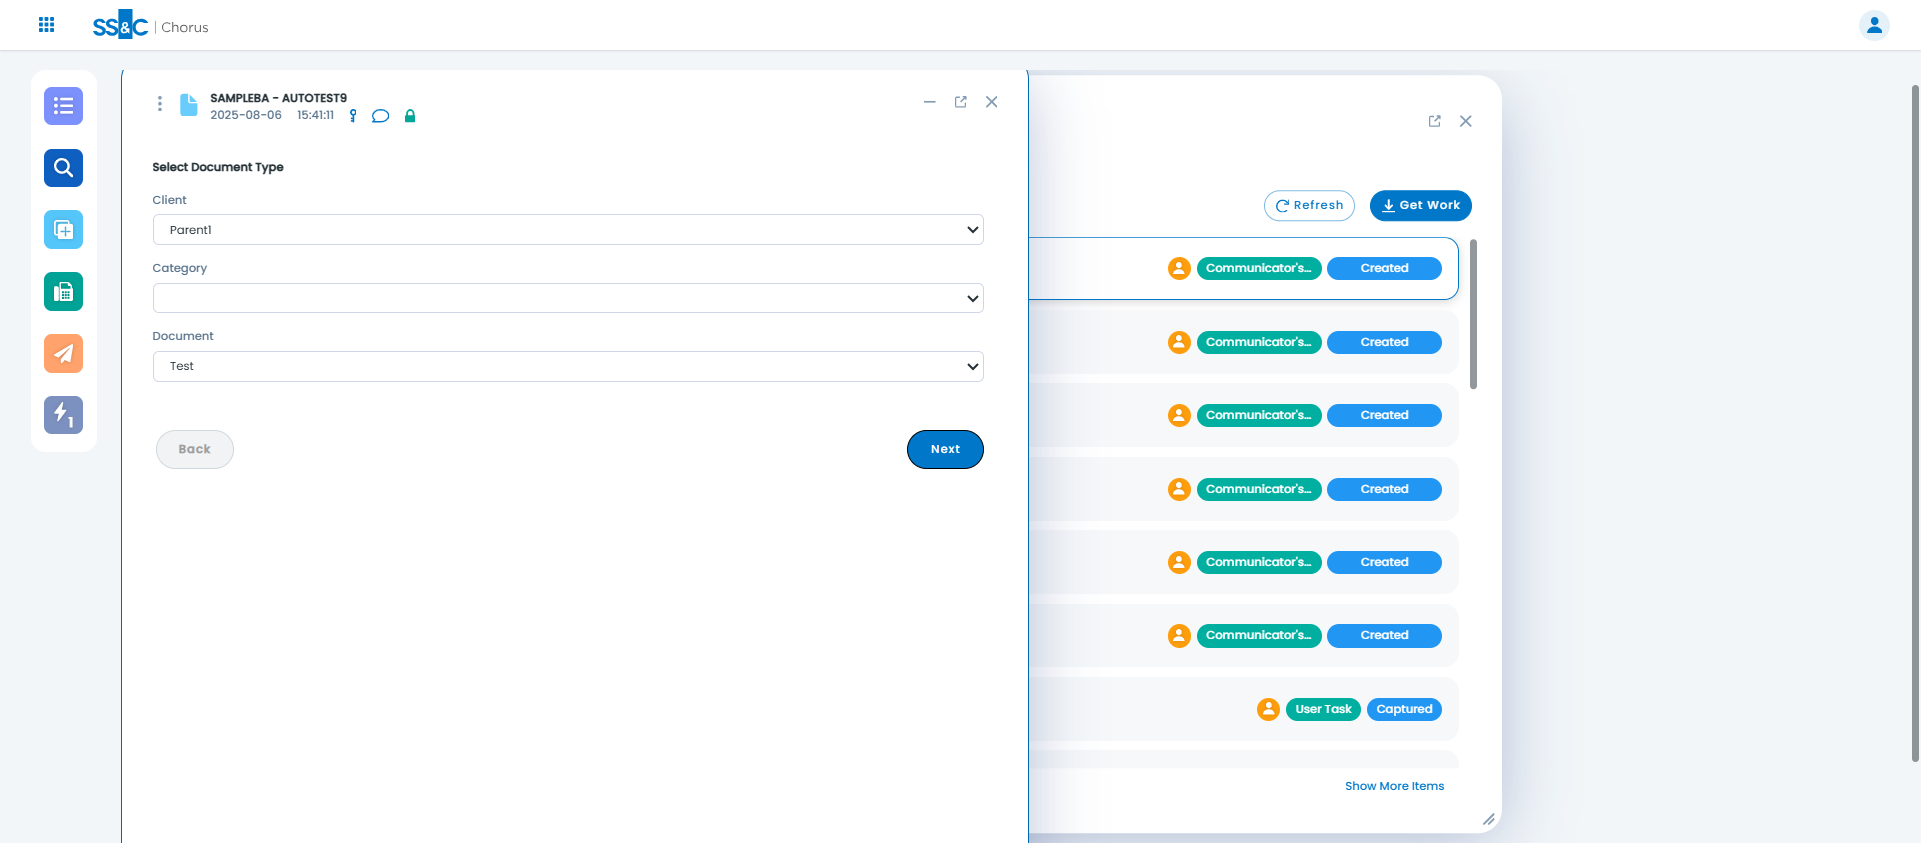 SS&C | Chorus
SAMPLEBA - AUTOTEST9
2025-08-06 15:41:11
Select Document Type
Client
Parent1
Category
Document
Test
Back
Next
Refresh
Get Work
Communicator's... Created
Communicator's... Created
Communicator's... Created
Communicator's... Created
Communicator's... Created
Communicator's... Created
User Task Captured
Show More Items
1